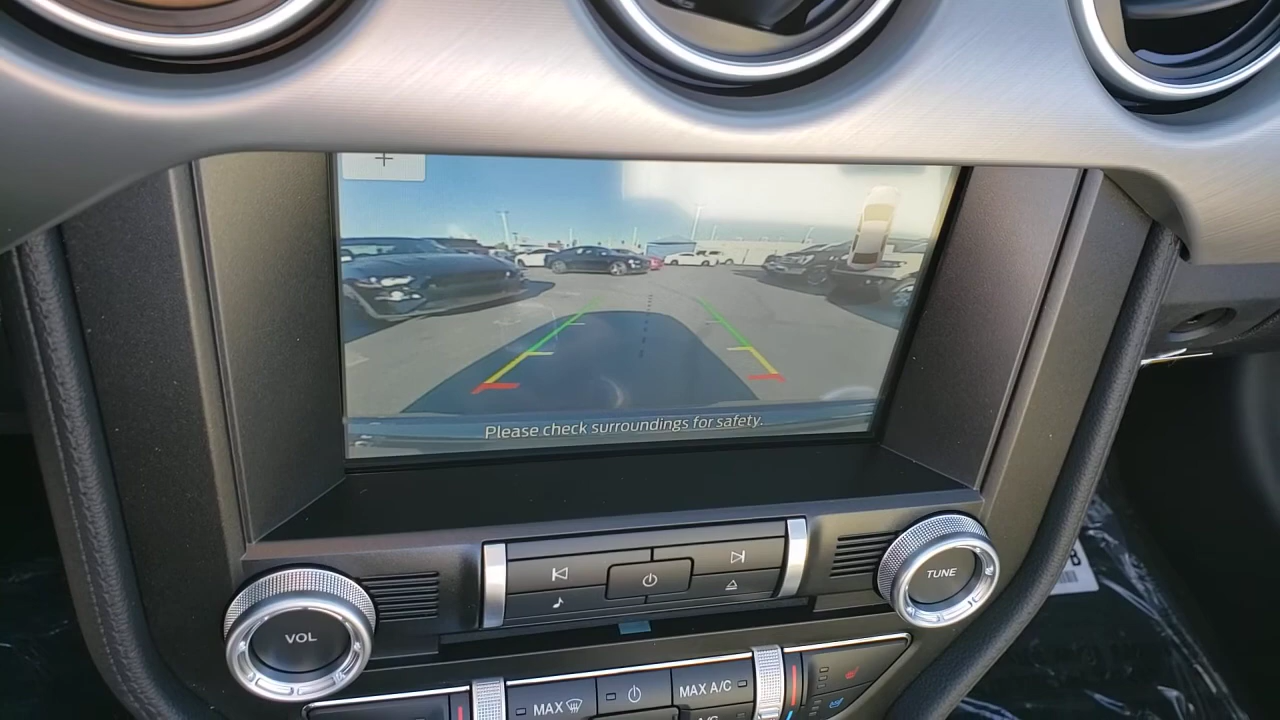 Please check surroundings for safety.
VOL
TUNE
MAX
MAX A/C
A/C